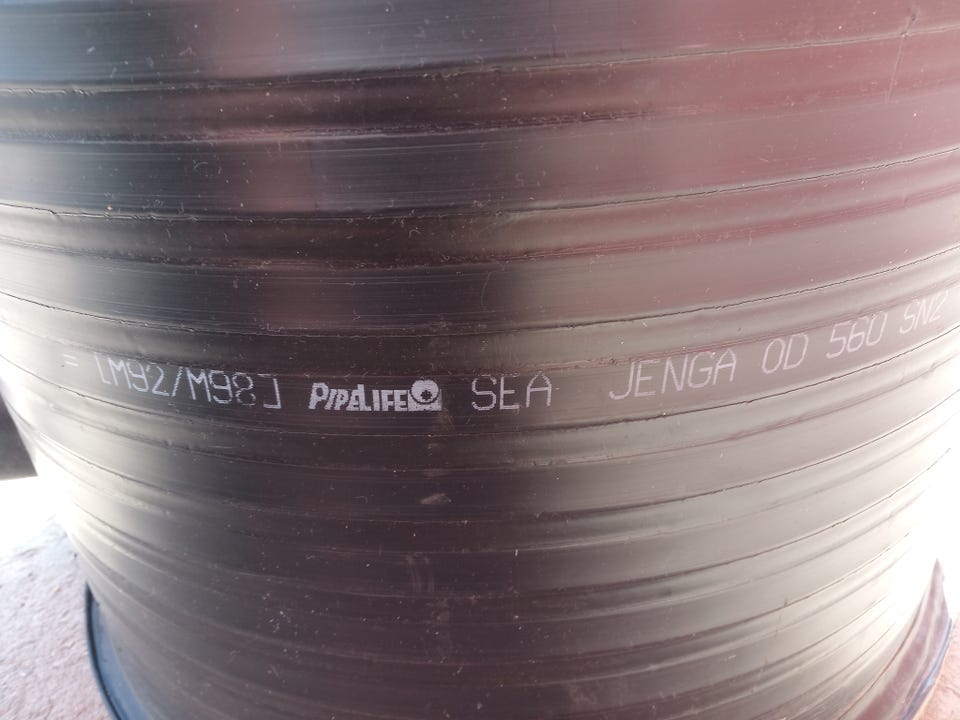 = [M92/M98] PIPELIFE SEA JENGA OD 560 SN2